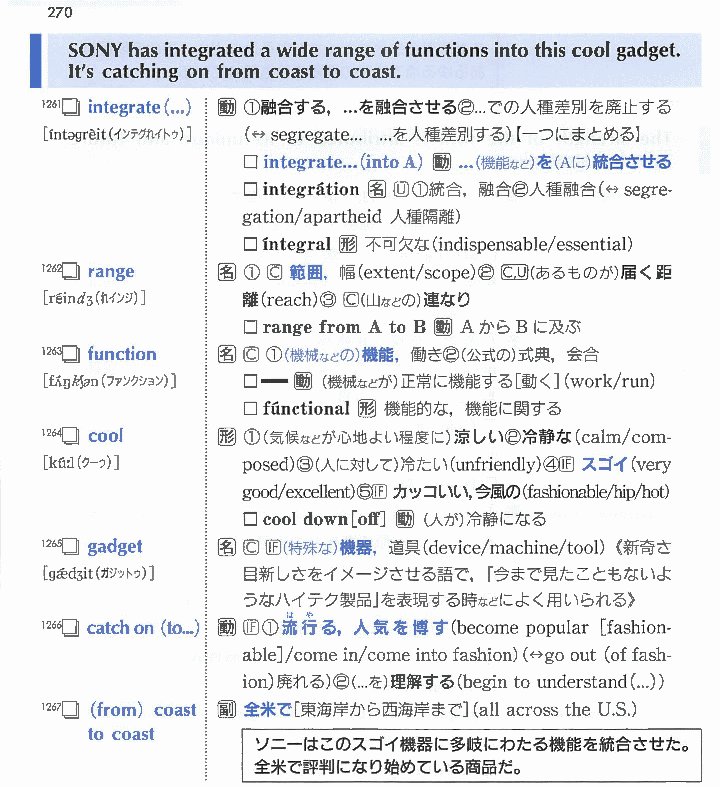 270
SONY has integrated a wide range of functions into this cool gadget.
It's catching on from coast to coast.
1261 integrate (...) 動 ①融合する，…を融合させる②…での人種差別を廃止する
[íntəgrèit (インテグれイトゥ)] (↔ segregate... …を人種差別する)【一つにまとめる】
□ integrate... (into A) 動 …(機能など)を(Aに)統合させる
□ integrátion 名 Ⓤ①統合，融合②人種融合(↔ segre-
gation/apartheid 人種隔離)
□ íntegral 形 不可欠な(indispensable/essential)
1262 range 名 ① Ⓒ 範囲，幅(extent/scope)② C,U(あるものが)届く距
[réindʒ (れインジ)] 離(reach)③ Ⓒ(山などの)連なり
□ range from A to B 動 AからBに及ぶ
1263 function 名 Ⓒ ①(機械などの)機能，働き②(公式の)式典，会合
[fʌ́ŋkʃən (ファンクション)] □ ― 動 (機械などが)正常に機能する[動く](work/run)
□ fúnctional 形 機能的な，機能に関する
1264 cool 形 ①(気候などが心地よい程度に)涼しい②冷静な(calm/com-
[kúːl (クーゥ)] posed)③(人に対して)冷たい(unfriendly)④IF スゴイ(very
good/excellent)⑤IF カッコいい，今風の(fashionable/hip/hot)
□ cool down [off] 動 (人が)冷静になる
1265 gadget 名 Ⓒ IF(特殊な)機器，道具(device/machine/tool)《新奇さ
[gǽdʒit (ガジットゥ)] 目新しさをイメージさせる語で，「今まで見たこともないよ
うなハイテク製品」を表現する時などによく用いられる》
1266 catch on (to...) 動 IF①流行る，人気を博す(become popular [fashion-
はや
able]/come in/come into fashion) (↔go out (of fash-
ion)廃れる)②(…を)理解する(begin to understand (...))
1267 (from) coast 副 全米で[東海岸から西海岸まで](all across the U.S.)
to coast
ソニーはこのスゴイ機器に多岐にわたる機能を統合させた。
全米で評判になり始めている商品だ。